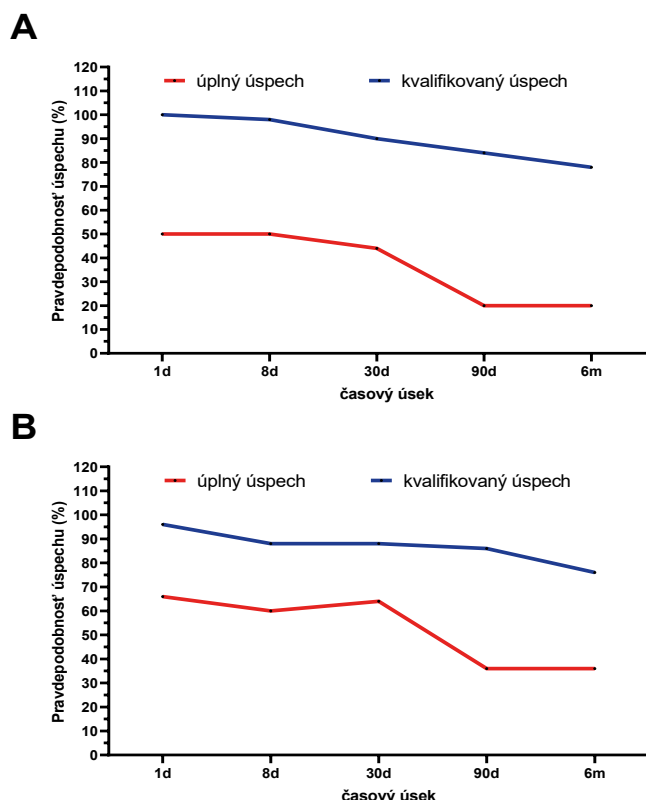 A
úplný úspech kvalifikovaný úspech
Pravdepodobnosť úspechu (%)
120
110
100
90
80
70
60
50
40
30
20
10
0
1d 8d 30d 90d 6m
časový úsek
B
úplný úspech kvalifikovaný úspech
Pravdepodobnosť úspechu (%)
120
110
100
90
80
70
60
50
40
30
20
10
0
1d 8d 30d 90d 6m
časový úsek